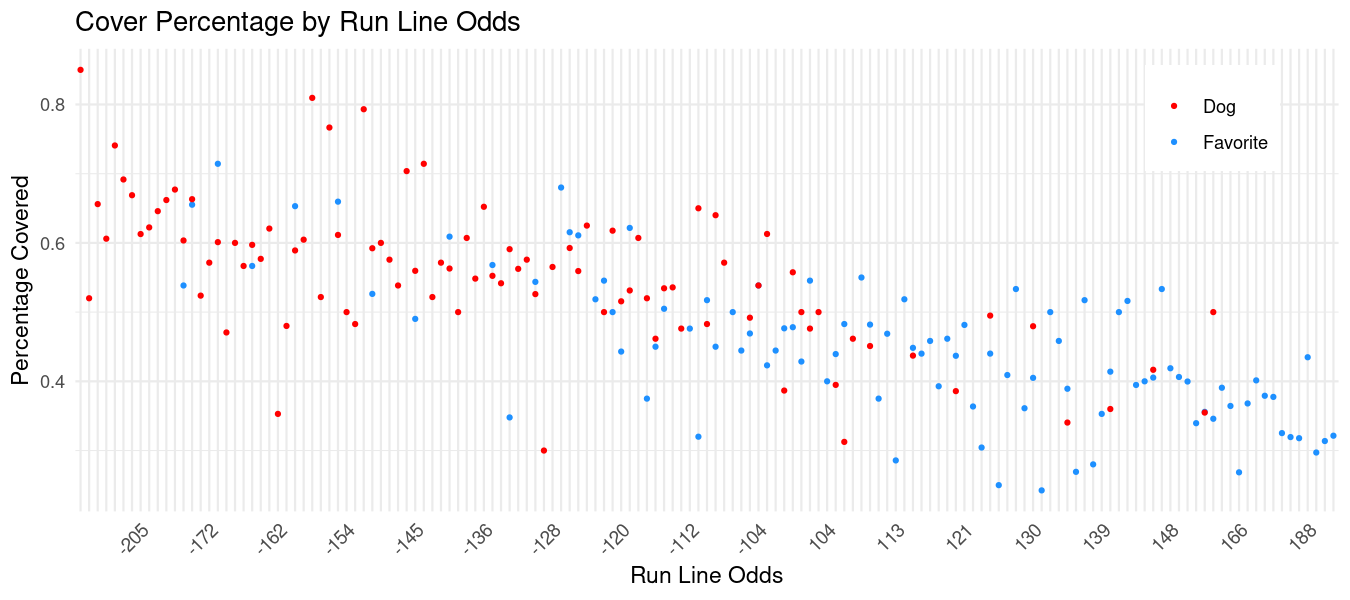 Cover Percentage by Run Line Odds
Percentage Covered
0.8
0.6
0.4
Dog
Favorite
-205 -172 -162 -154 -145 -136 -128 -120 -112 -104 104 113 121 130 139 148 166 188
Run Line Odds